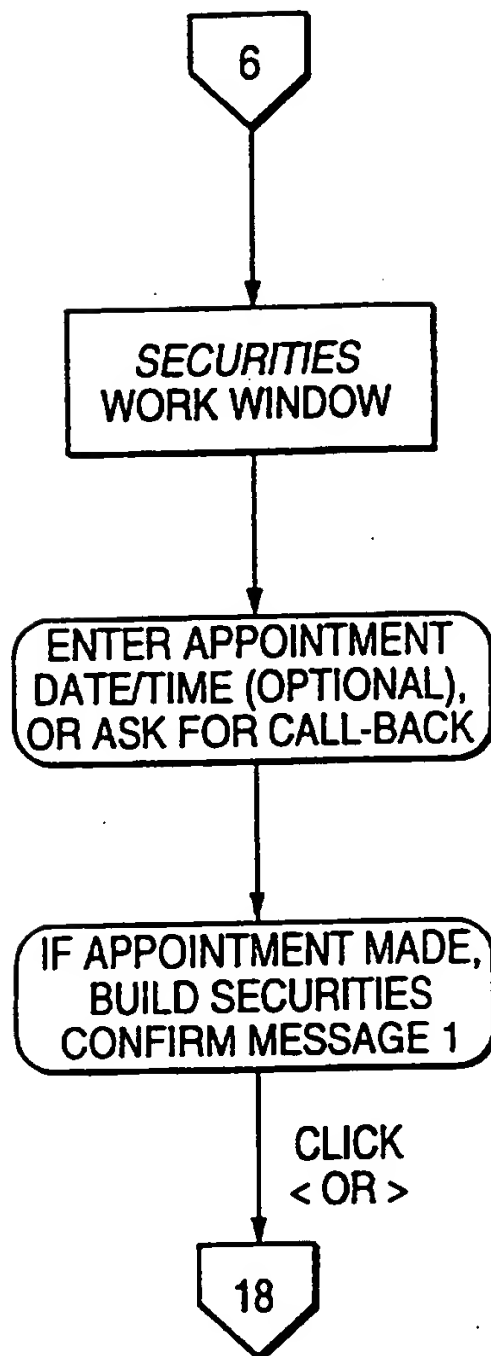 6
SECURITIES
WORK WINDOW
ENTER APPOINTMENT
DATE/TIME (OPTIONAL),
OR ASK FOR CALL-BACK
IF APPOINTMENT MADE,
BUILD SECURITIES
CONFIRM MESSAGE 1
CLICK
< OR >
18